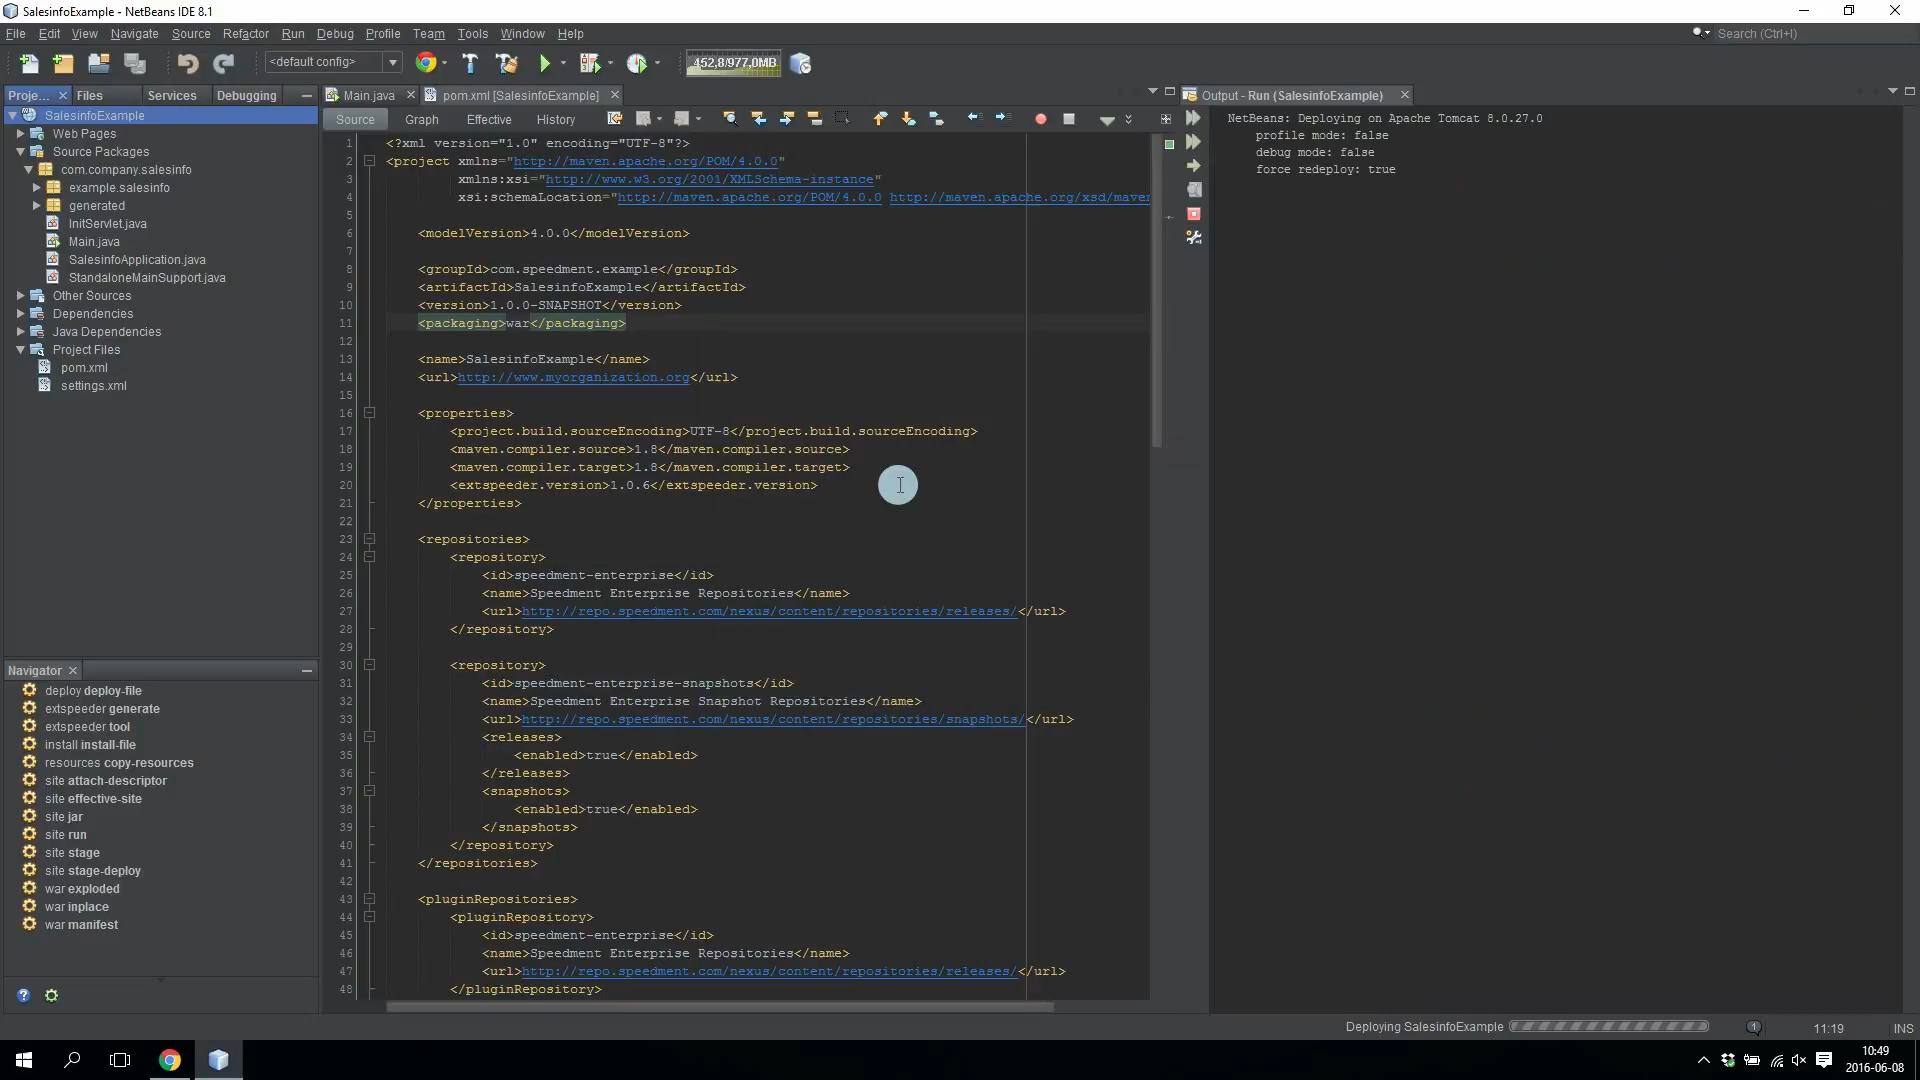 SalesinfoExample - NetBeans IDE 8.1
File Edit View Navigate Source Refactor Run Debug Profile Team Tools Window Help
Search (Ctrl+I)
<default config>
452,8/977,0MB
Proje... Files Services Debugging
SalesinfoExample
Web Pages
Source Packages
com.company.salesinfo
example.salesinfo
generated
InitServlet.java
Main.java
SalesinfoApplication.java
StandaloneMainSupport.java
Other Sources
Dependencies
Java Dependencies
Project Files
pom.xml
settings.xml
Navigator
deploy deploy-file
extspeeder generate
extspeeder tool
install install-file
resources copy-resources
site attach-descriptor
site effective-site
site jar
site run
site stage
site stage-deploy
war exploded
war inplace
war manifest
Main.java pom.xml [SalesinfoExample]
Source Graph Effective History
1 <?xml version="1.0" encoding="UTF-8"?>
2 <project xmlns="http://maven.apache.org/POM/4.0.0"
3 xmlns:xsi="http://www.w3.org/2001/XMLSchema-instance"
4 xsi:schemaLocation="http://maven.apache.org/POM/4.0.0 http://maven.apache.org/xsd/maven
5
6 <modelVersion>4.0.0</modelVersion>
7
8 <groupId>com.speedment.example</groupId>
9 <artifactId>SalesinfoExample</artifactId>
10 <version>1.0.0-SNAPSHOT</version>
11 <packaging>war</packaging>
12
13 <name>SalesinfoExample</name>
14 <url>http://www.myorganization.org</url>
15
16 <properties>
17 <project.build.sourceEncoding>UTF-8</project.build.sourceEncoding>
18 <maven.compiler.source>1.8</maven.compiler.source>
19 <maven.compiler.target>1.8</maven.compiler.target>
20 <extspeeder.version>1.0.6</extspeeder.version>
21 </properties>
22
23 <repositories>
24 <repository>
25 <id>speedment-enterprise</id>
26 <name>Speedment Enterprise Repositories</name>
27 <url>http://repo.speedment.com/nexus/content/repositories/releases/</url>
28 </repository>
29
30 <repository>
31 <id>speedment-enterprise-snapshots</id>
32 <name>Speedment Enterprise Snapshot Repositories</name>
33 <url>http://repo.speedment.com/nexus/content/repositories/snapshots/</url>
34 <releases>
35 <enabled>true</enabled>
36 </releases>
37 <snapshots>
38 <enabled>true</enabled>
39 </snapshots>
40 </repository>
41 </repositories>
42
43 <pluginRepositories>
44 <pluginRepository>
45 <id>speedment-enterprise</id>
46 <name>Speedment Enterprise Repositories</name>
47 <url>http://repo.speedment.com/nexus/content/repositories/releases/</url>
48 </pluginRepository>
Output - Run (SalesinfoExample)
NetBeans: Deploying on Apache Tomcat 8.0.27.0
profile mode: false
debug mode: false
force redeploy: true
Deploying SalesinfoExample
1
11:19 INS
10:49
2016-06-08